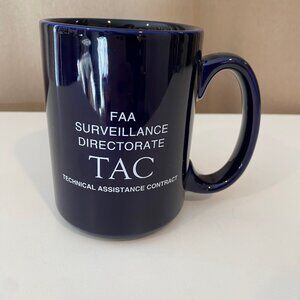 FAA
SURVEILLANCE
DIRECTORATE
TAC
TECHNICAL ASSISTANCE CONTRACT